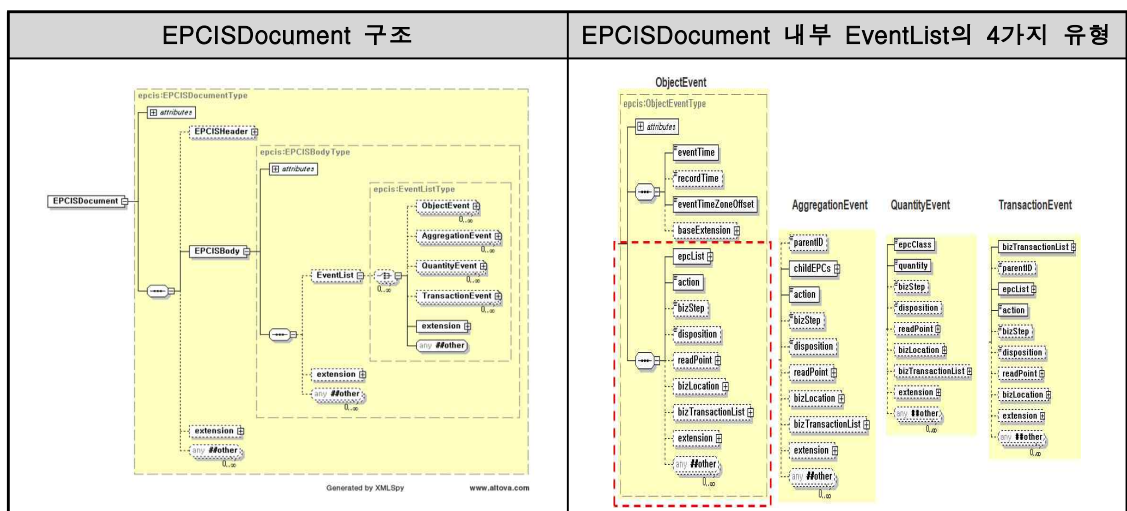 EPCISDocument 구조
EPCISDocument 내부 EventList의 4가지 유형
epcis:EPCISDocumentType
attributes
EPCISHeader
epcis:EPCISBodyType
attributes
epcis:EventListType
ObjectEvent
0..∞
AggregationEvent
0..∞
EPCISDocument
EPCISBody
QuantityEvent
0..∞
EventList
0..∞
TransactionEvent
0..∞
extension
any ##other
0..∞
extension
any ##other
0..∞
extension
any ##other
0..∞
Generated by XMLSpy
www.altova.com
ObjectEvent
epcis:ObjectEventType
attributes
eventTime
recordTime
eventTimeZoneOffset
baseExtension
epcList
action
bizStep
disposition
readPoint
bizLocation
bizTransactionList
extension
any ##other
0..∞
AggregationEvent
parentID
childEPCs
action
bizStep
disposition
readPoint
bizLocation
bizTransactionList
extension
any ##other
0..∞
QuantityEvent
epcClass
quantity
bizStep
disposition
readPoint
bizLocation
bizTransactionList
extension
any ##other
0..∞
TransactionEvent
bizTransactionList
parentID
epcList
action
bizStep
disposition
readPoint
bizLocation
extension
any ##other
0..∞